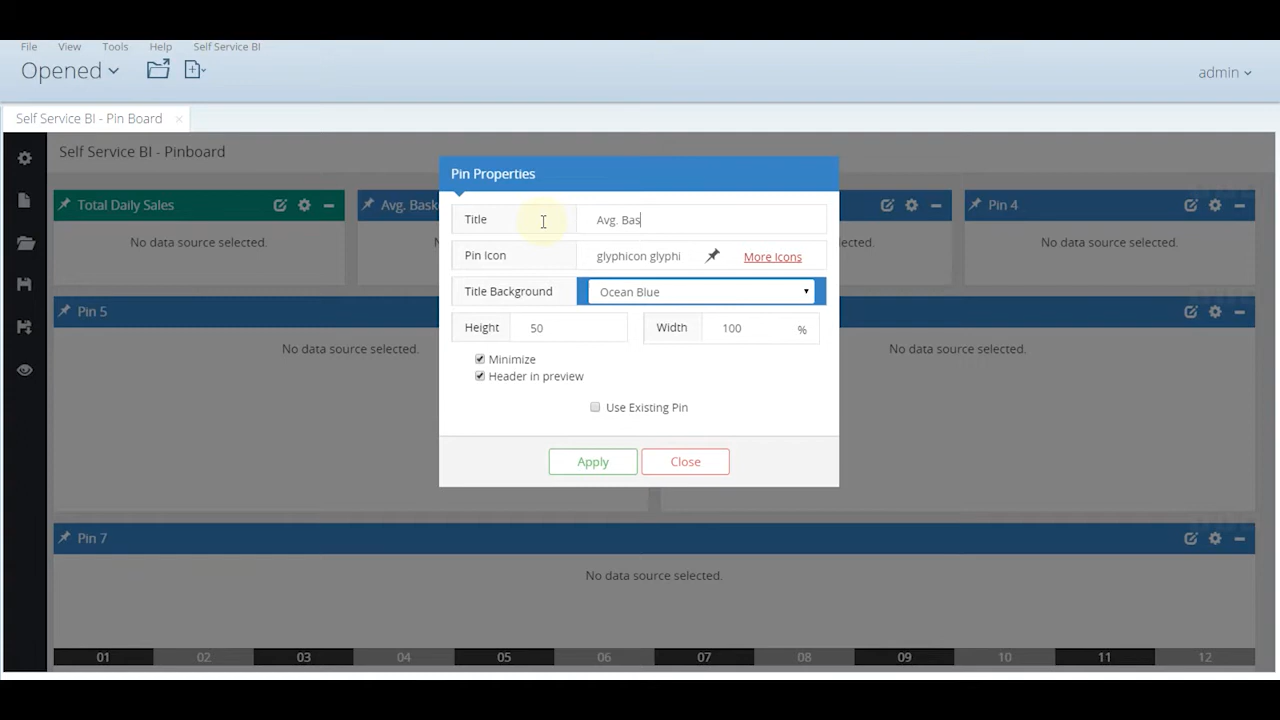 File View Tools Help Self Service BI
Opened
admin
Self Service BI - Pin Board ×
Self Service BI - Pinboard
Pin Properties
Total Daily Sales
Avg. Bask
Pin 4
Title Avg. Bas
No data source selected.
No data source selected.
Pin Icon glyphicon glyphi More Icons
Title Background Ocean Blue
Pin 5
Height 50 Width 100 %
No data source selected.
No data source selected.
Minimize
Header in preview
Use Existing Pin
Apply Close
Pin 7
No data source selected.
01 02 03 04 05 06 07 08 09 10 11 12